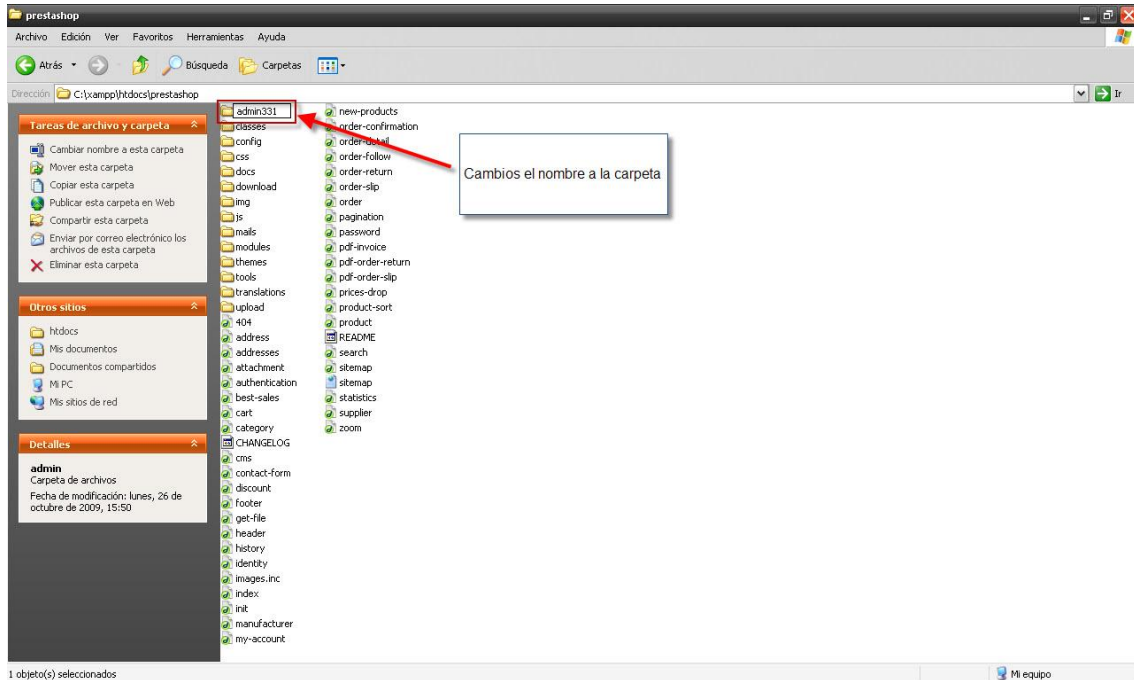 prestashop
Archivo Edición Ver Favoritos Herramientas Ayuda
Atrás Búsqueda Carpetas
Dirección C:\xampp\htdocs\prestashop Ir
Tareas de archivo y carpeta
Cambiar nombre a esta carpeta
Mover esta carpeta
Copiar esta carpeta
Publicar esta carpeta en Web
Compartir esta carpeta
Enviar por correo electrónico los
archivos de esta carpeta
Eliminar esta carpeta
Otros sitios
htdocs
Mis documentos
Documentos compartidos
Mi PC
Mis sitios de red
Detalles
admin
Carpeta de archivos
Fecha de modificación: lunes, 26 de
octubre de 2009, 15:50
admin331
classes
config
css
docs
download
img
js
mails
modules
themes
tools
translations
upload
404
address
addresses
attachment
authentication
best-sales
cart
category
CHANGELOG
cms
contact-form
discount
footer
get-file
header
history
identity
images.inc
index
init
manufacturer
my-account
new-products
order-confirmation
order-detail
order-follow
order-return
order-slip
order
pagination
password
pdf-invoice
pdf-order-return
pdf-order-slip
prices-drop
product-sort
product
README
search
sitemap
sitemap
statistics
supplier
zoom
Cambios el nombre a la carpeta
1 objeto(s) seleccionados
Mi equipo